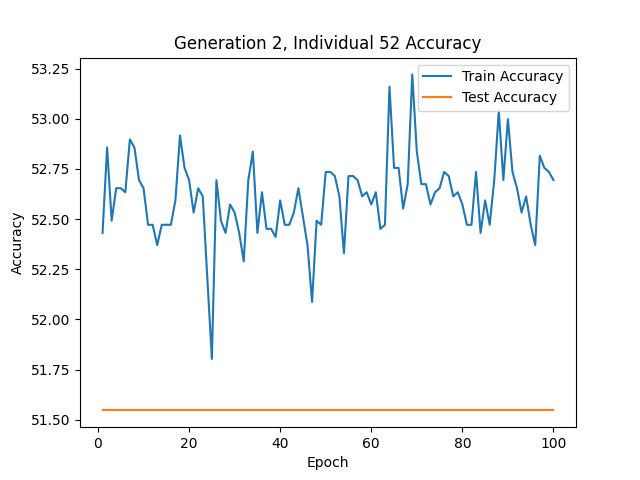 Generation 2, Individual 52 Accuracy
Train Accuracy
Test Accuracy
Accuracy
53.25
53.00
52.75
52.50
52.25
52.00
51.75
51.50
0 20 40 60 80 100
Epoch